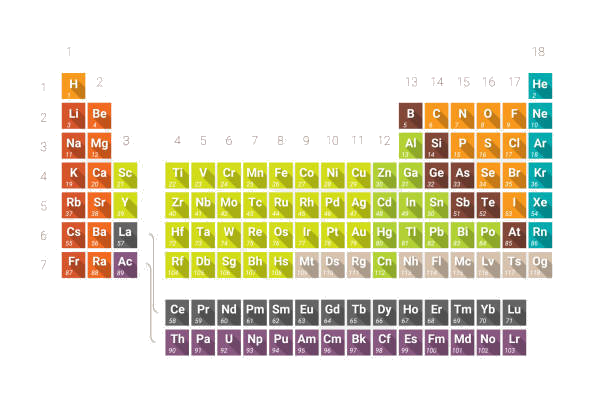 1 18
1 H 1 2 13 14 15 16 17 He 2
2 Li 3 Be 4 B 5 C 6 N 7 O 8 F 9 Ne 10
3 Na 11 Mg 12 3 4 5 6 7 8 9 10 11 12 Al 13 Si 14 P 15 S 16 Cl 17 Ar 18
4 K 19 Ca 20 Sc 21 Ti 22 V 23 Cr 24 Mn 25 Fe 26 Co 27 Ni 28 Cu 29 Zn 30 Ga 31 Ge 32 As 33 Se 34 Br 35 Kr 36
5 Rb 37 Sr 38 Y 39 Zr 40 Nb 41 Mo 42 Tc 43 Ru 44 Rh 45 Pd 46 Ag 47 Cd 48 In 49 Sn 50 Sb 51 Te 52 I 53 Xe 54
6 Cs 55 Ba 56 La 57 Hf 72 Ta 73 W 74 Re 75 Os 76 Ir 77 Pt 78 Au 79 Hg 80 Tl 81 Pb 82 Bi 83 Po 84 At 85 Rn 86
7 Fr 87 Ra 88 Ac 89 Rf 104 Db 105 Sg 106 Bh 107 Hs 108 Mt 109 Ds 110 Rg 111 Cn 112 Nh 113 Fl 114 Mc 115 Lv 116 Ts 117 Og 118
Ce 58 Pr 59 Nd 60 Pm 61 Sm 62 Eu 63 Gd 64 Tb 65 Dy 66 Ho 67 Er 68 Tm 69 Yb 70 Lu 71
Th 90 Pa 91 U 92 Np 93 Pu 94 Am 95 Cm 96 Bk 97 Cf 98 Es 99 Fm 100 Md 101 No 102 Lr 103